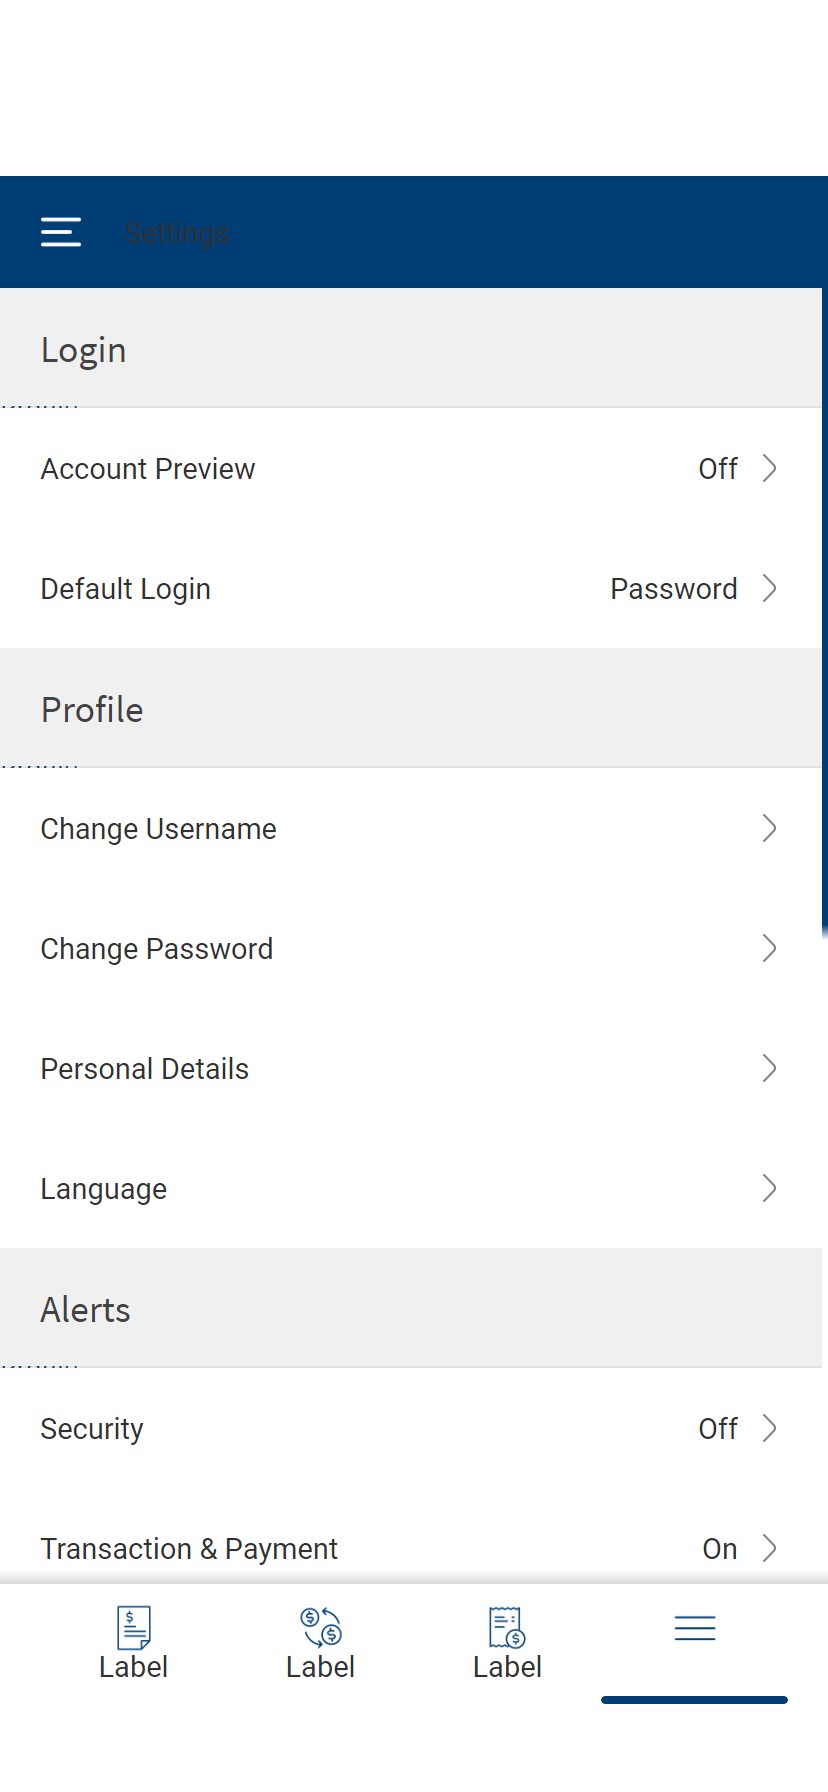 Settings
Login
Account Preview Off
Default Login Password
Profile
Change Username
Change Password
Personal Details
Language
Alerts
Security Off
Transaction & Payment On
Label Label Label